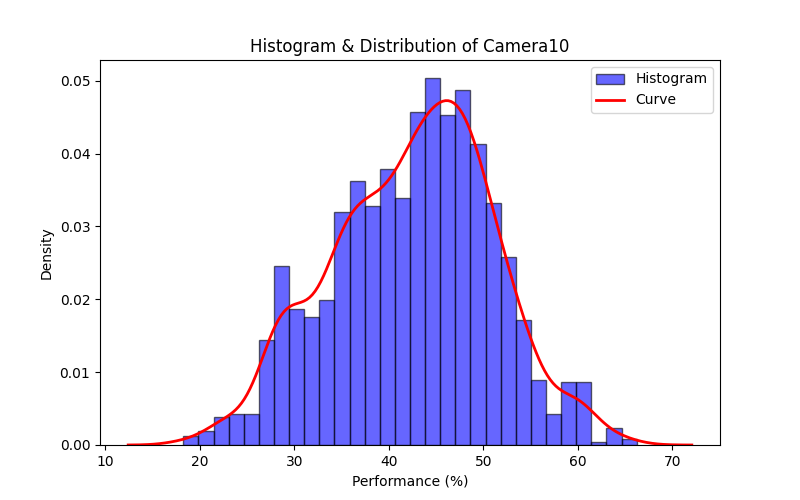 Histogram & Distribution of Camera10
Histogram
Curve
0.05
0.04
0.03
0.02
0.01
0.00
Density
10 20 30 40 50 60 70
Performance (%)